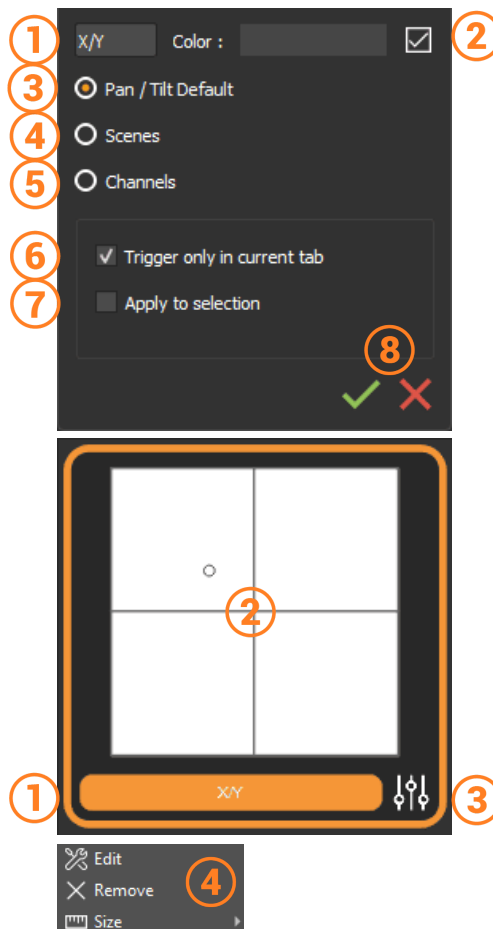 1 X/Y Color : 2
3 Pan / Tilt Default
4 Scenes
5 Channels
6 Trigger only in current tab
7 Apply to selection
8
2
1 X/Y 3
Edit
Remove 4
Size